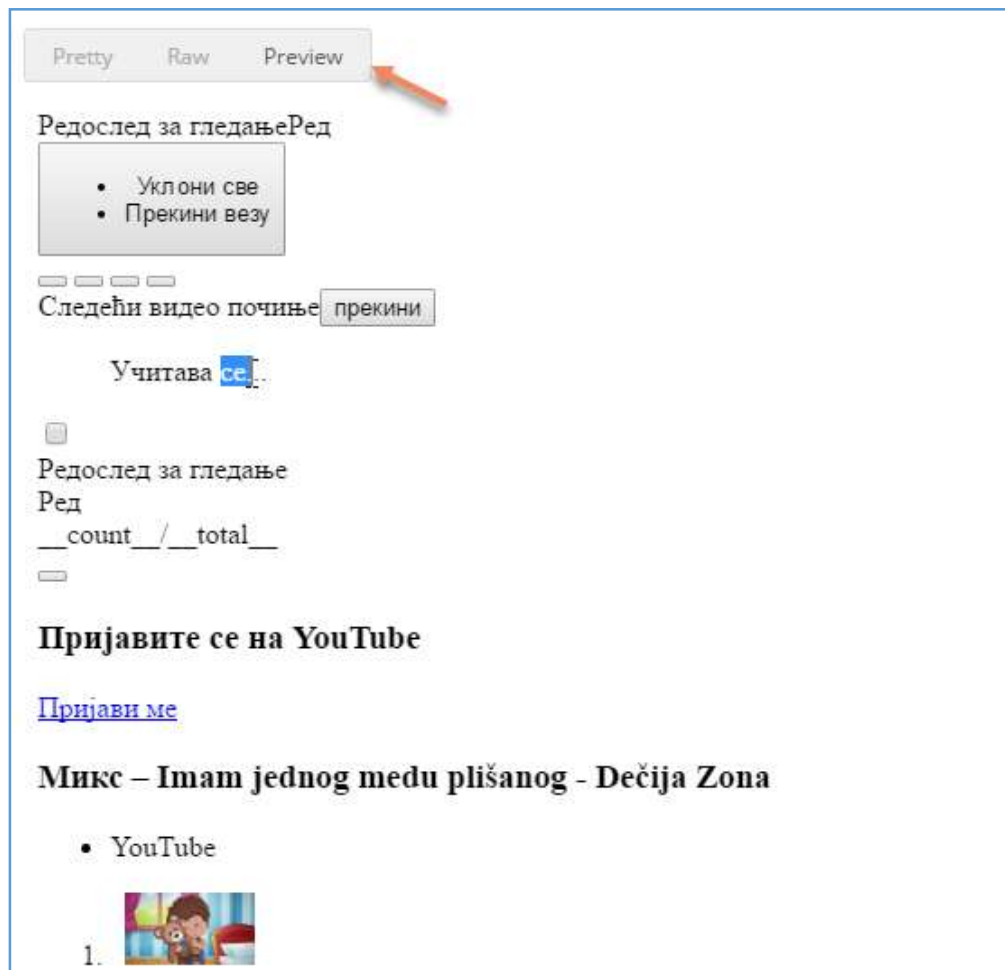 Pretty Raw Preview
Редослед за гледањеРед
Уклони све
Прекини везу
Следећи видео почиње прекини
Учитава се...
Редослед за гледање
Ред
__count__/__total__
Пријавите се на YouTube
Пријави ме
Микс – Imam jednog medu plišanog - Dečija Zona
YouTube
1.